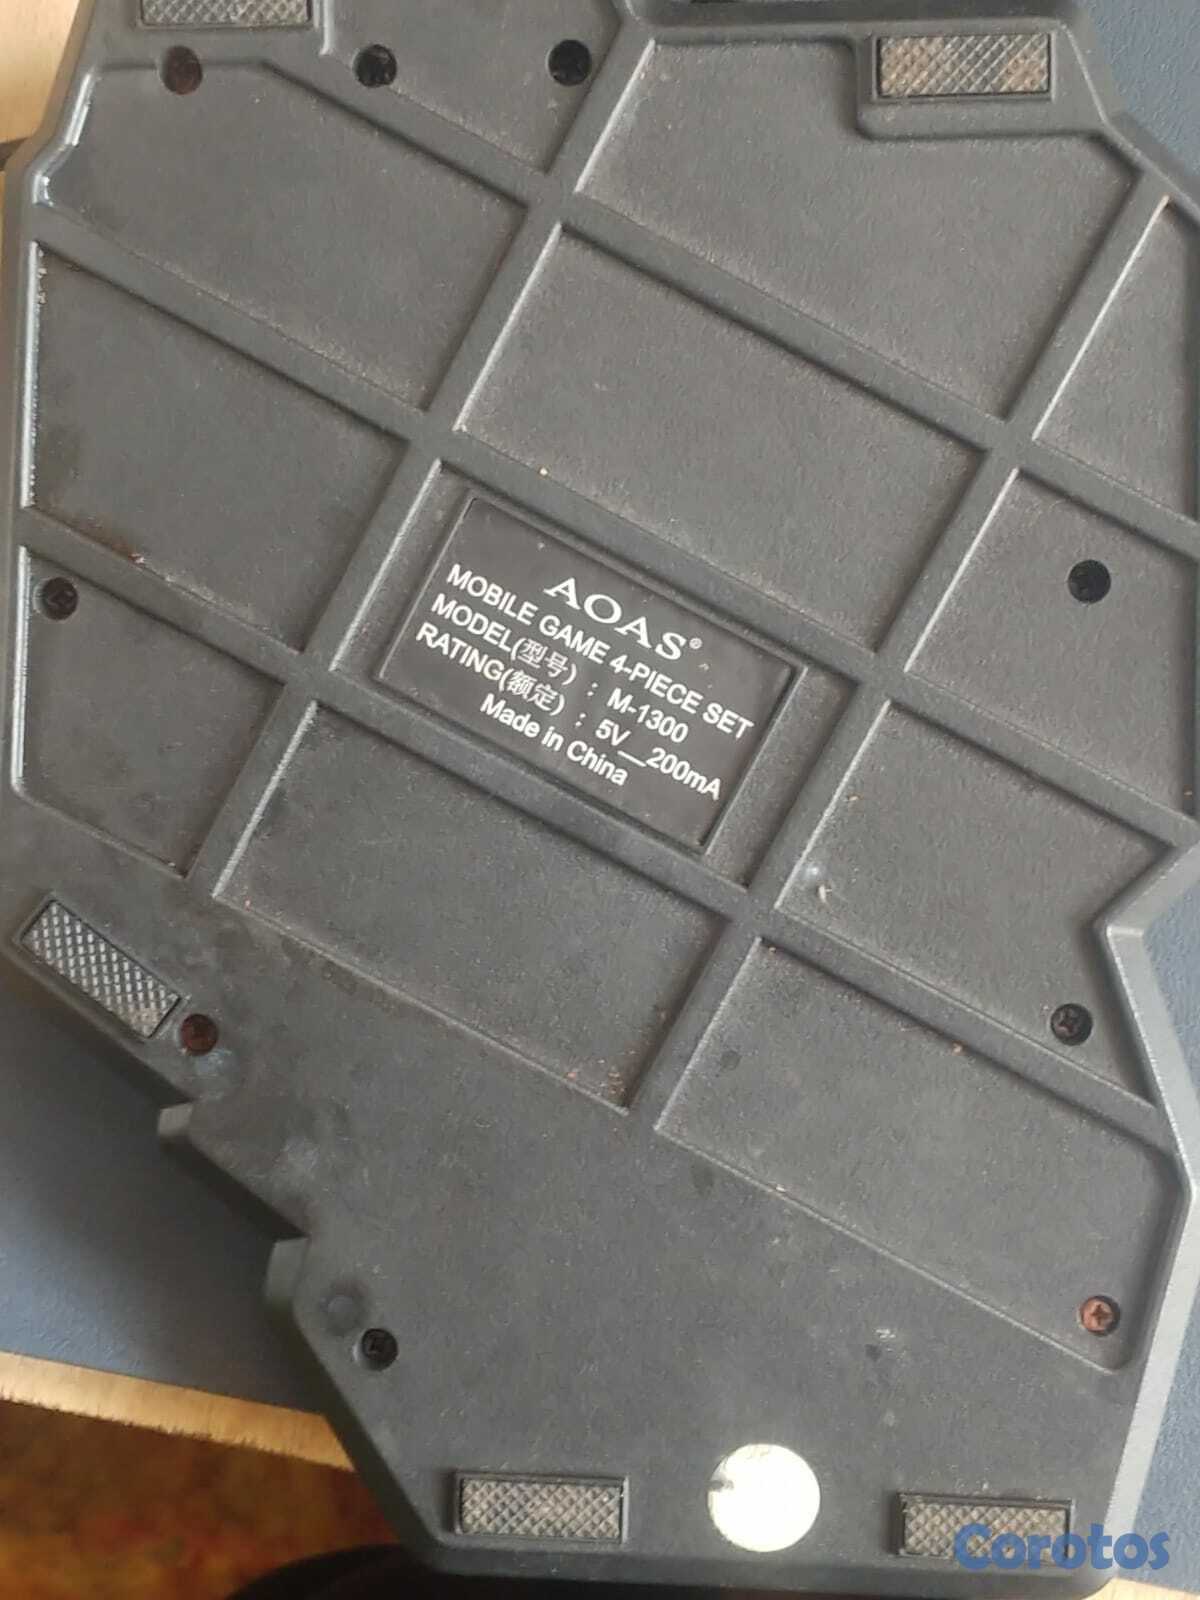 AOAS®
MOBILE GAME 4-PIECE SET
MODEL(型号) : M-1300
RATING(额定) : 5V⎓200mA
Made in China
Corotos